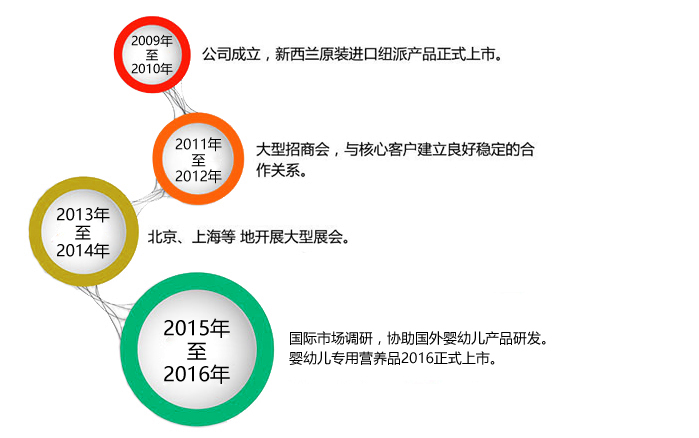 2009年
至
2010年
公司成立，新西兰原装进口纽派产品正式上市。
2011年
至
2012年
大型招商会，与核心客户建立良好稳定的合
作关系。
2013年
至
2014年
北京、上海等 地开展大型展会。
2015年
至
2016年
国际市场调研，协助国外婴幼儿产品研发。
婴幼儿专用营养品2016正式上市。